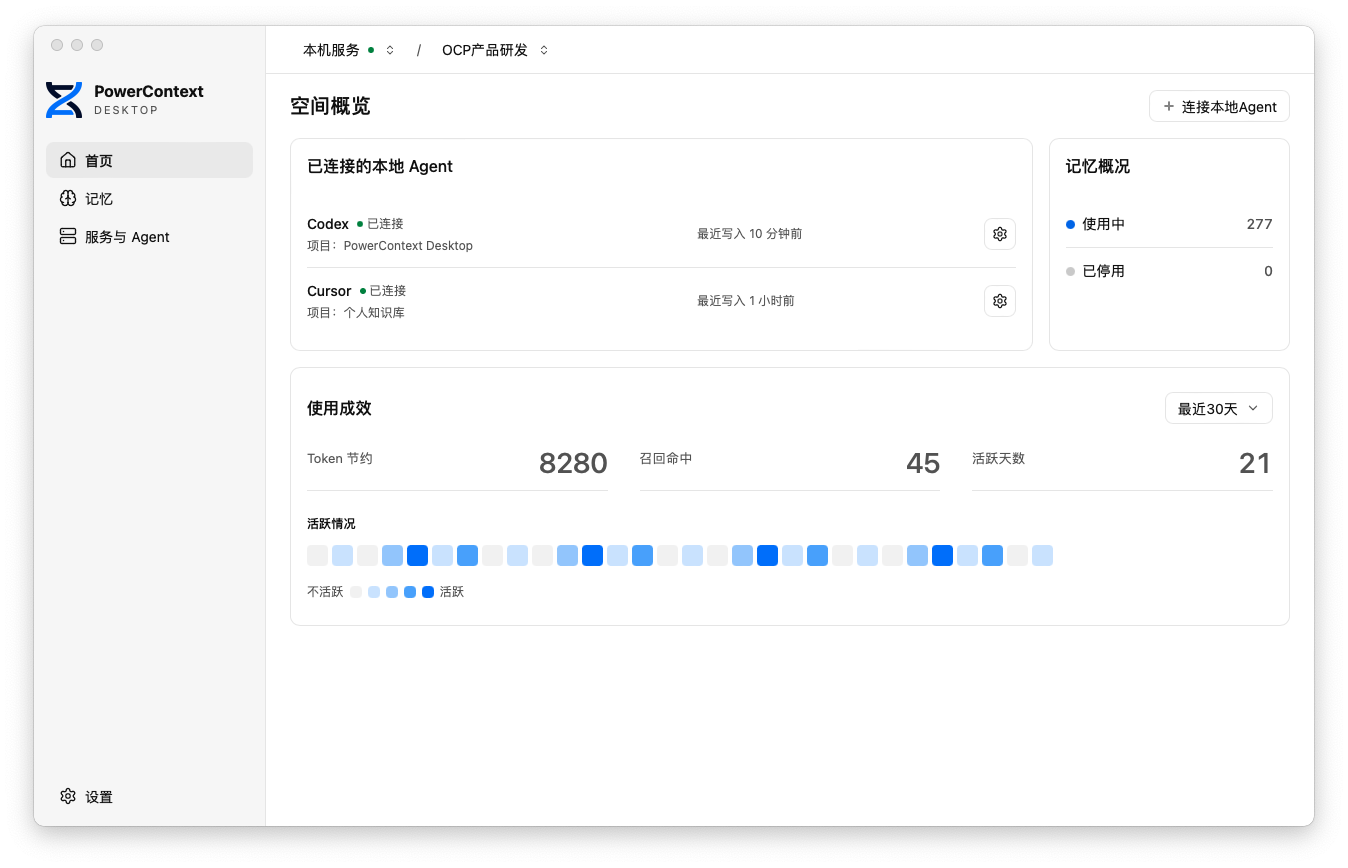 本机服务 / OCP产品研发
PowerContext
DESKTOP
首页
记忆
服务与 Agent
设置
空间概览
+ 连接本地Agent
已连接的本地 Agent
Codex 已连接
项目：PowerContext Desktop
最近写入 10 分钟前
Cursor 已连接
项目：个人知识库
最近写入 1 小时前
记忆概况
使用中 277
已停用 0
使用成效
最近30天
Token 节约 8280
召回命中 45
活跃天数 21
活跃情况
不活跃 活跃